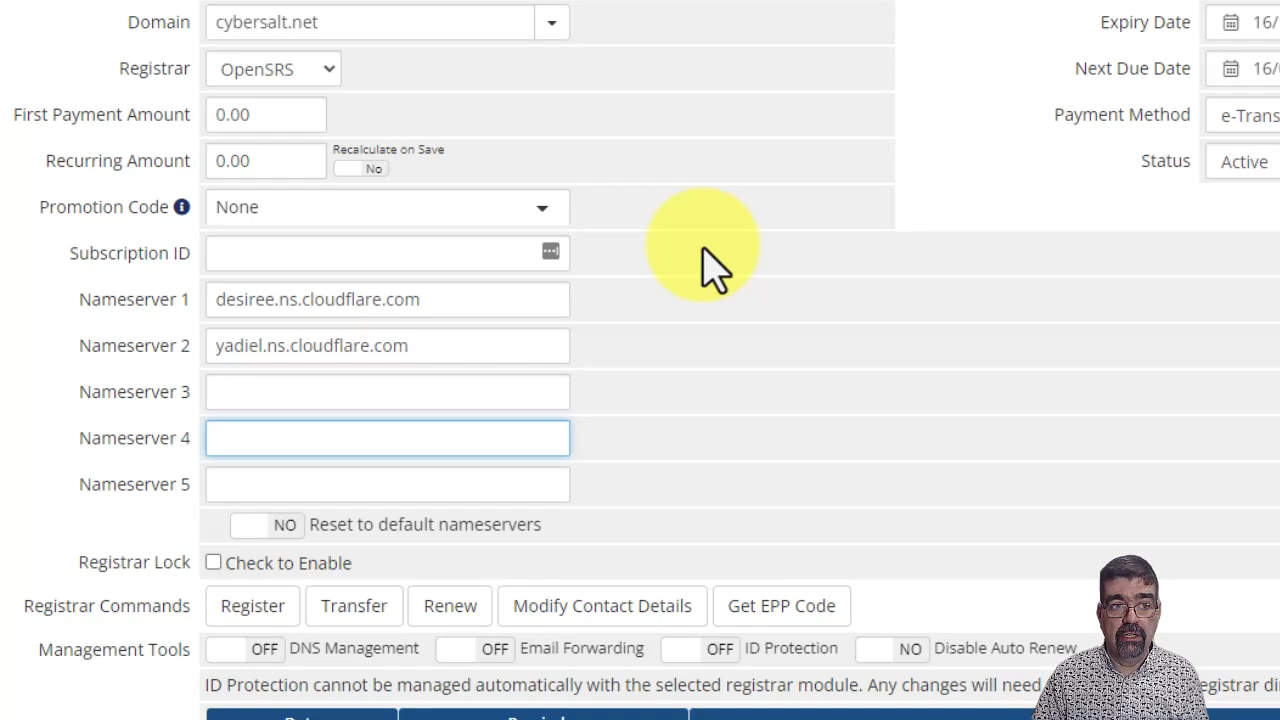 Domain cybersalt.net Expiry Date 16/
Registrar OpenSRS Next Due Date 16/
First Payment Amount 0.00 Payment Method e-Trans
Recurring Amount 0.00 Recalculate on Save No Status Active
Promotion Code None
Subscription ID
Nameserver 1 desiree.ns.cloudflare.com
Nameserver 2 yadiel.ns.cloudflare.com
Nameserver 3
Nameserver 4
Nameserver 5
NO Reset to default nameservers
Registrar Lock Check to Enable
Registrar Commands Register Transfer Renew Modify Contact Details Get EPP Code
Management Tools OFF DNS Management OFF Email Forwarding OFF ID Protection NO Disable Auto Renew
ID Protection cannot be managed automatically with the selected registrar module. Any changes will need